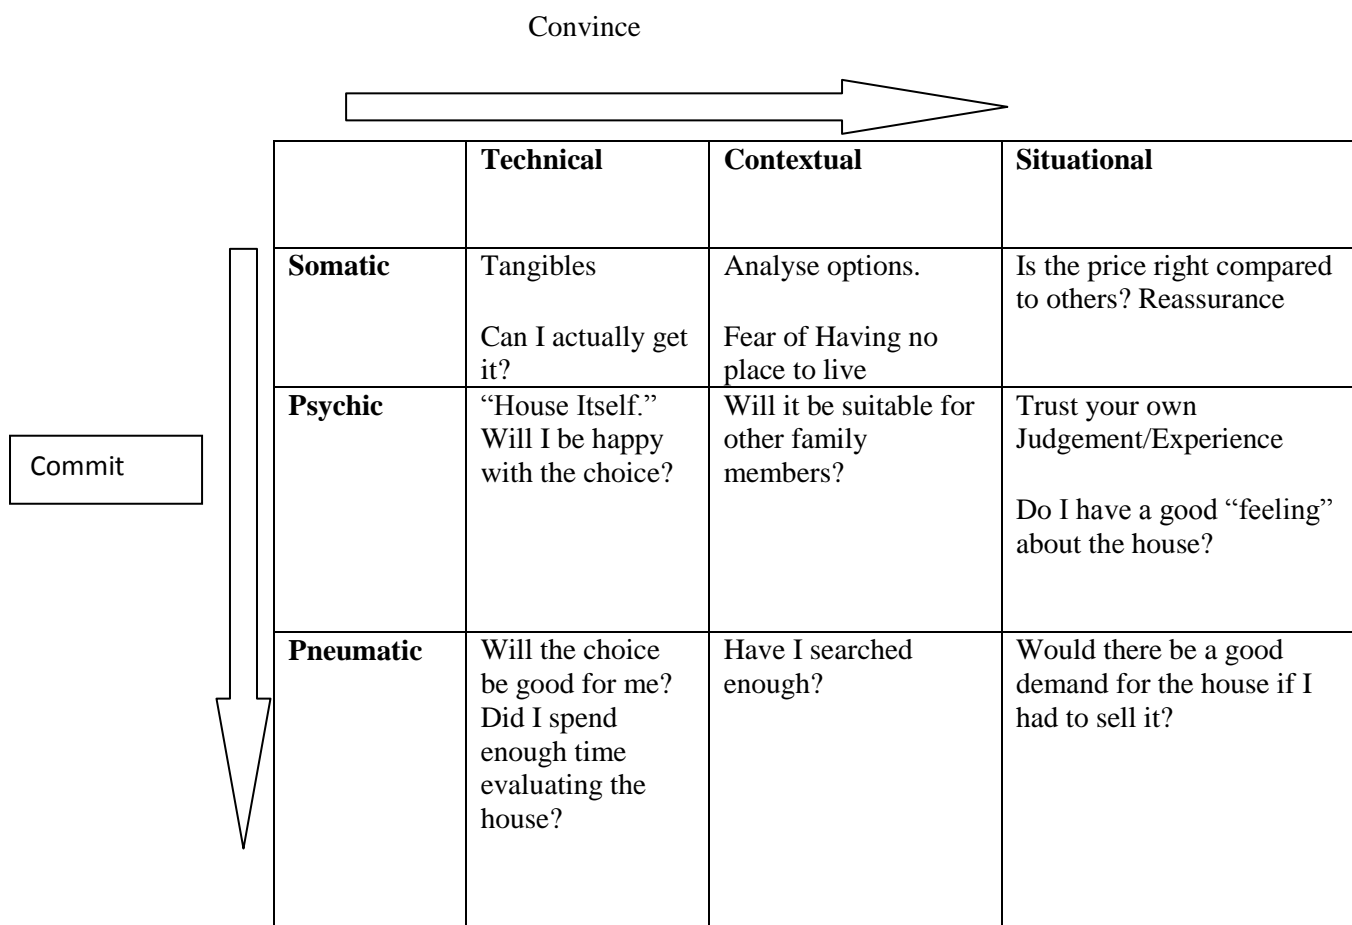 Convince
Technical
Contextual
Situational
Somatic
Tangibles
Can I actually get
it?
Analyse options.
Fear of Having no
place to live
Is the price right compared
to others? Reassurance
Commit
Psychic
“House Itself.”
Will I be happy
with the choice?
Will it be suitable for
other family
members?
Trust your own
Judgement/Experience
Do I have a good “feeling”
about the house?
Pneumatic
Will the choice
be good for me?
Did I spend
enough time
evaluating the
house?
Have I searched
enough?
Would there be a good
demand for the house if I
had to sell it?